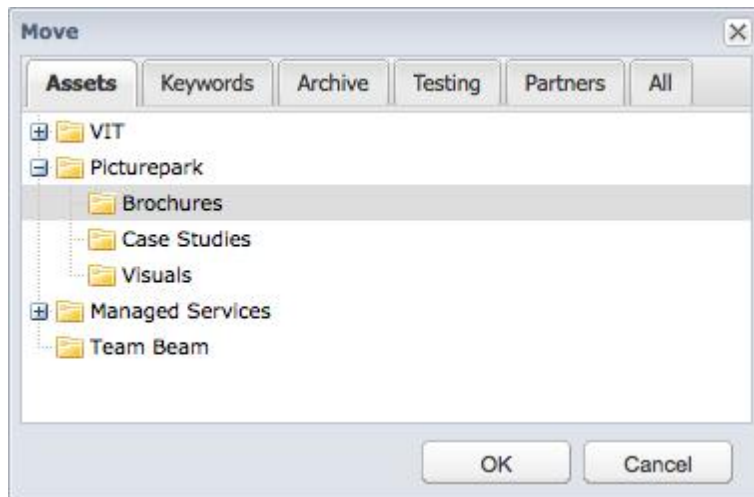 Move
Assets Keywords Archive Testing Partners All
VIT
Picturepark
Brochures
Case Studies
Visuals
Managed Services
Team Beam
OK Cancel